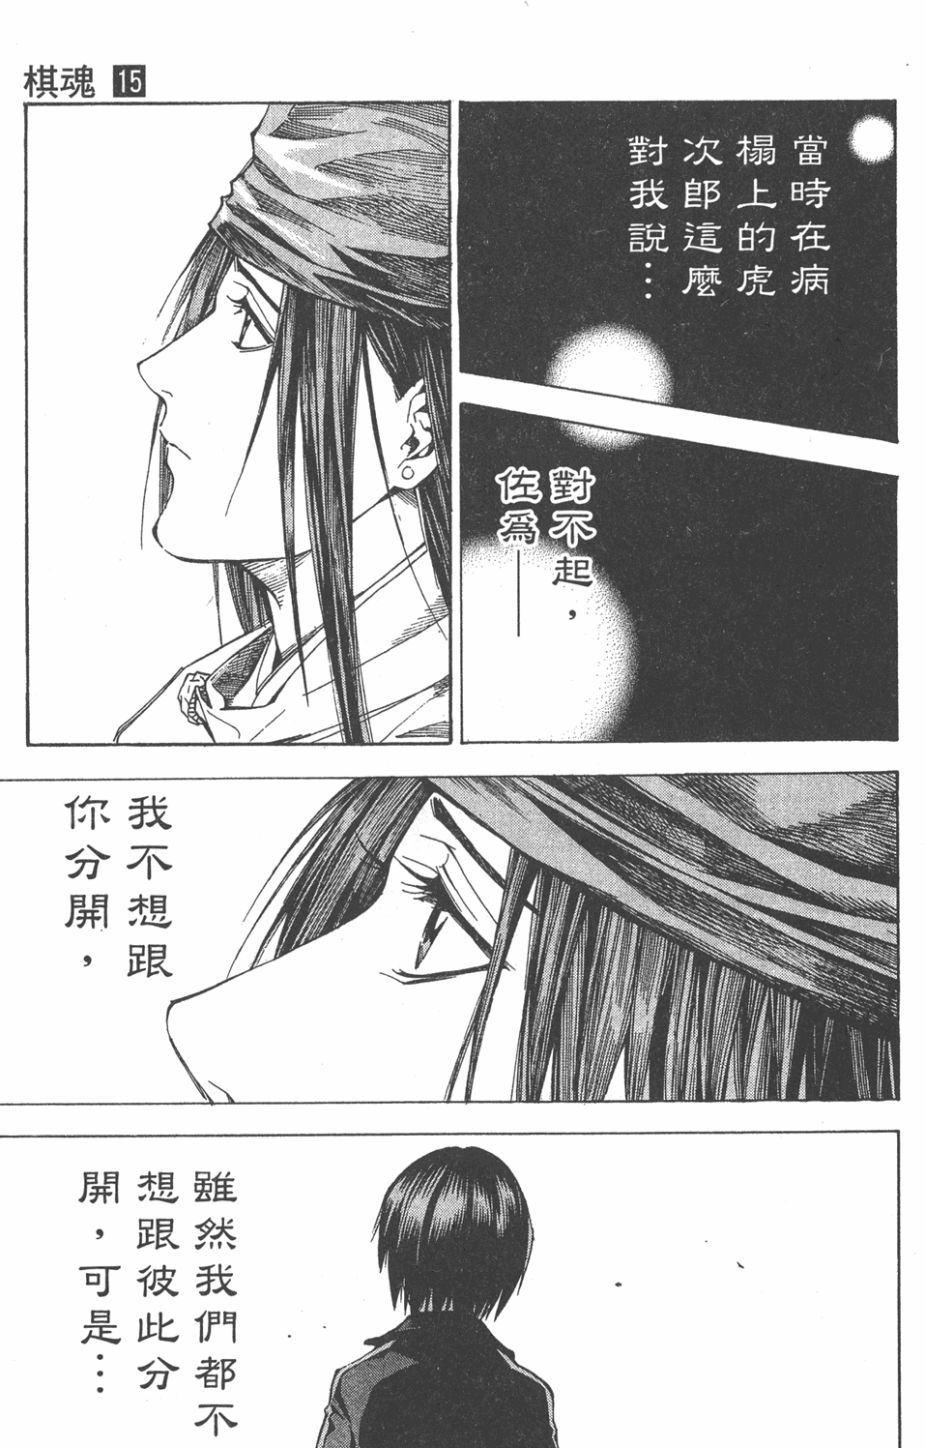 棋魂 15
當時在病
榻上的虎
次郎這麼
對我說…
對不起，
佐爲——
我不想跟
你分開，
雖然我們都不
想跟彼此分
開，可是…